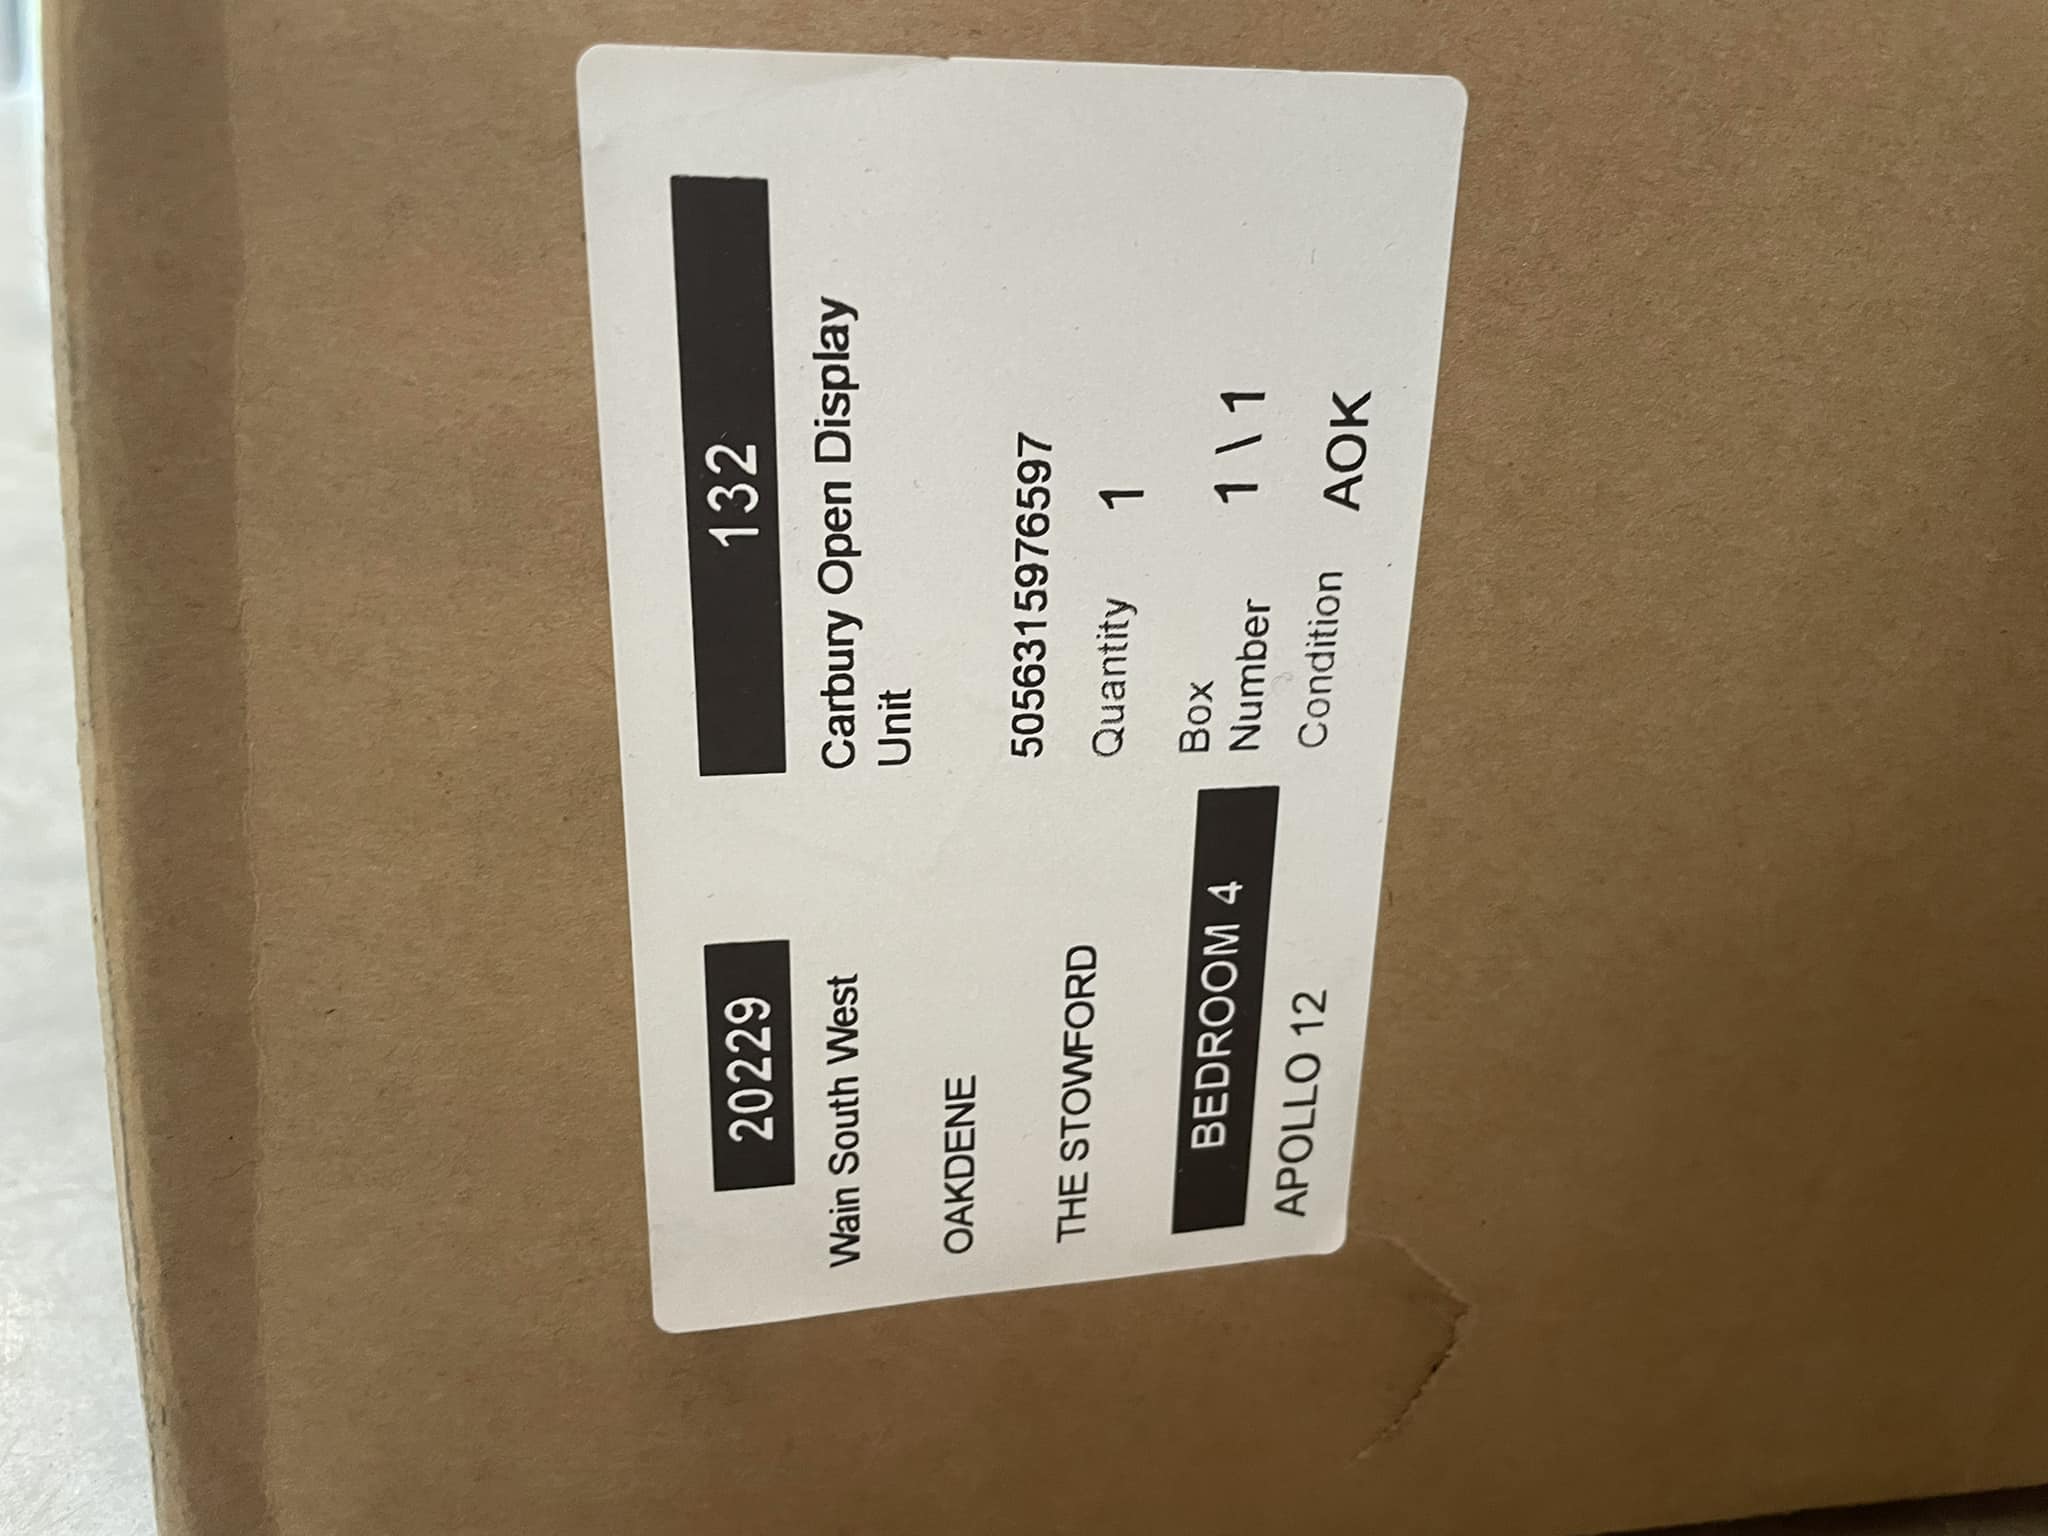 20229
Wain South West
OAKDENE
THE STOWFORD
BEDROOM 4
APOLLO 12
132
Carbury Open Display
Unit
5056315976597
Quantity 1
Box
Number 1 \ 1
Condition AOK